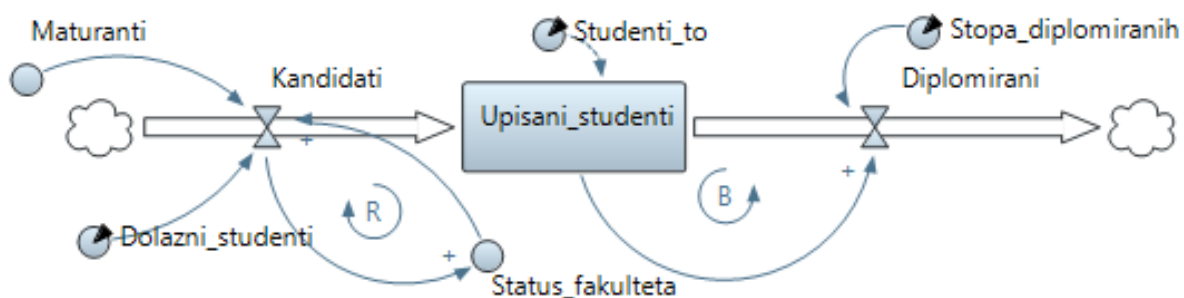 Maturanti
Studenti_to
Stopa_diplomiranih
Kandidati
Diplomirani
Upisani_studenti
+
+
R
B
Dolazni_studenti
+
Status_fakulteta